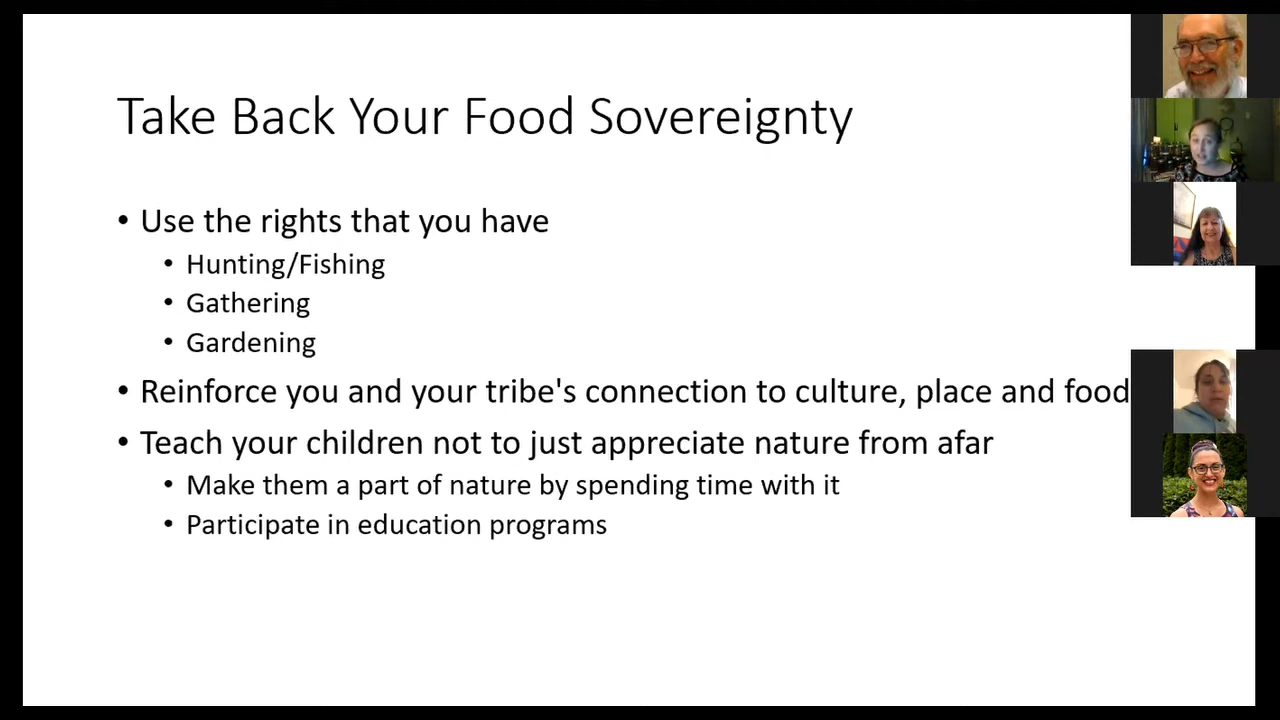 Take Back Your Food Sovereignty
• Use the rights that you have
• Hunting/Fishing
• Gathering
• Gardening
• Reinforce you and your tribe's connection to culture, place and food
• Teach your children not to just appreciate nature from afar
• Make them a part of nature by spending time with it
• Participate in education programs